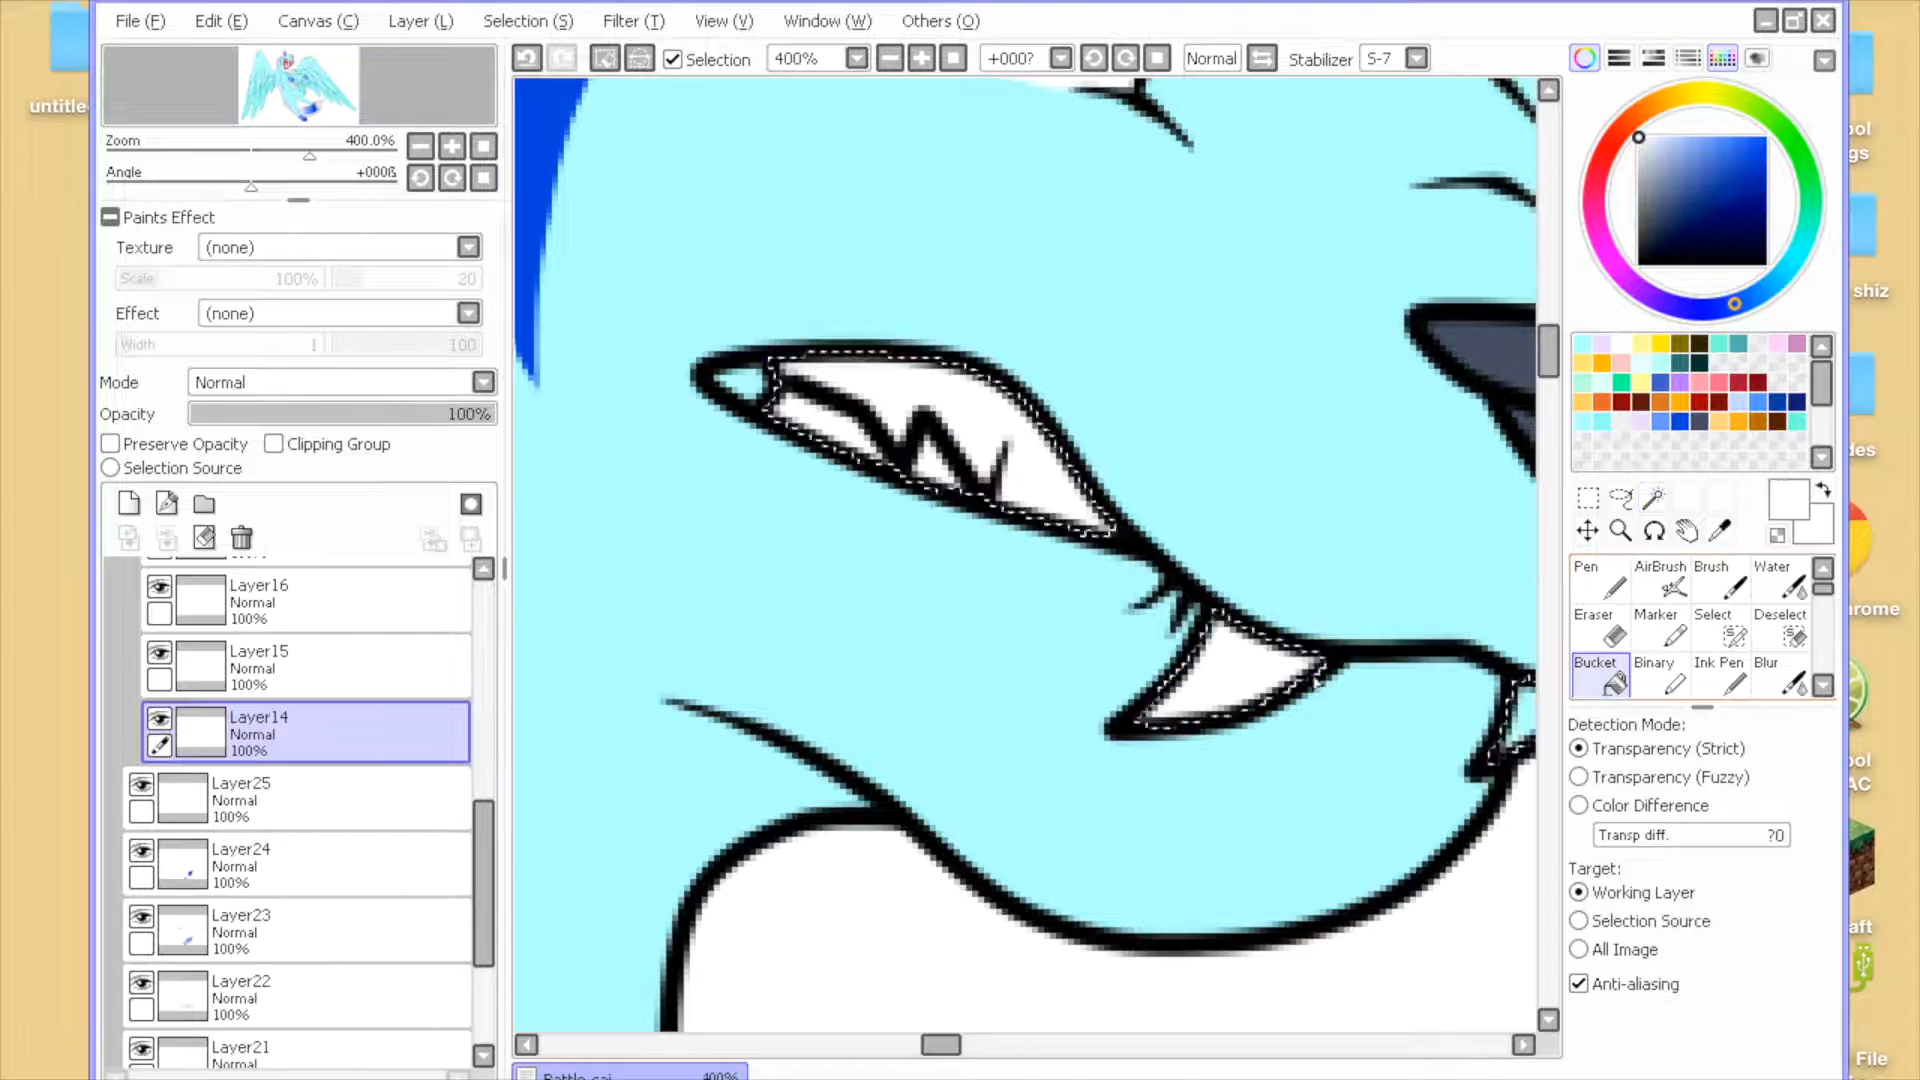 File (F) Edit (E) Canvas (C) Layer (L) Selection (S) Filter (T) View (V) Window (W) Others (O)
Selection 400% +000? Normal Stabilizer S-7
untitle
Zoom 400.0%
Angle +000ß
Paints Effect
Texture (none)
Scale 100% 20
Effect (none)
Width 1 100
Mode Normal
Opacity 100%
Preserve Opacity Clipping Group
Selection Source
Layer16
Normal
100%
Layer15
Normal
100%
Layer14
Normal
100%
Layer25
Normal
100%
Layer24
Normal
100%
Layer23
Normal
100%
Layer22
Normal
100%
Layer21
Normal
400%
Pen AirBrush Brush Water
Eraser Marker Select Deselect
Bucket Binary Ink Pen Blur
Detection Mode:
Transparency (Strict)
Transparency (Fuzzy)
Color Difference
Transp diff. ?0
Target:
Working Layer
Selection Source
All Image
Anti-aliasing
ool
gs
shiz
des
hrome
ool
AC
aft
File